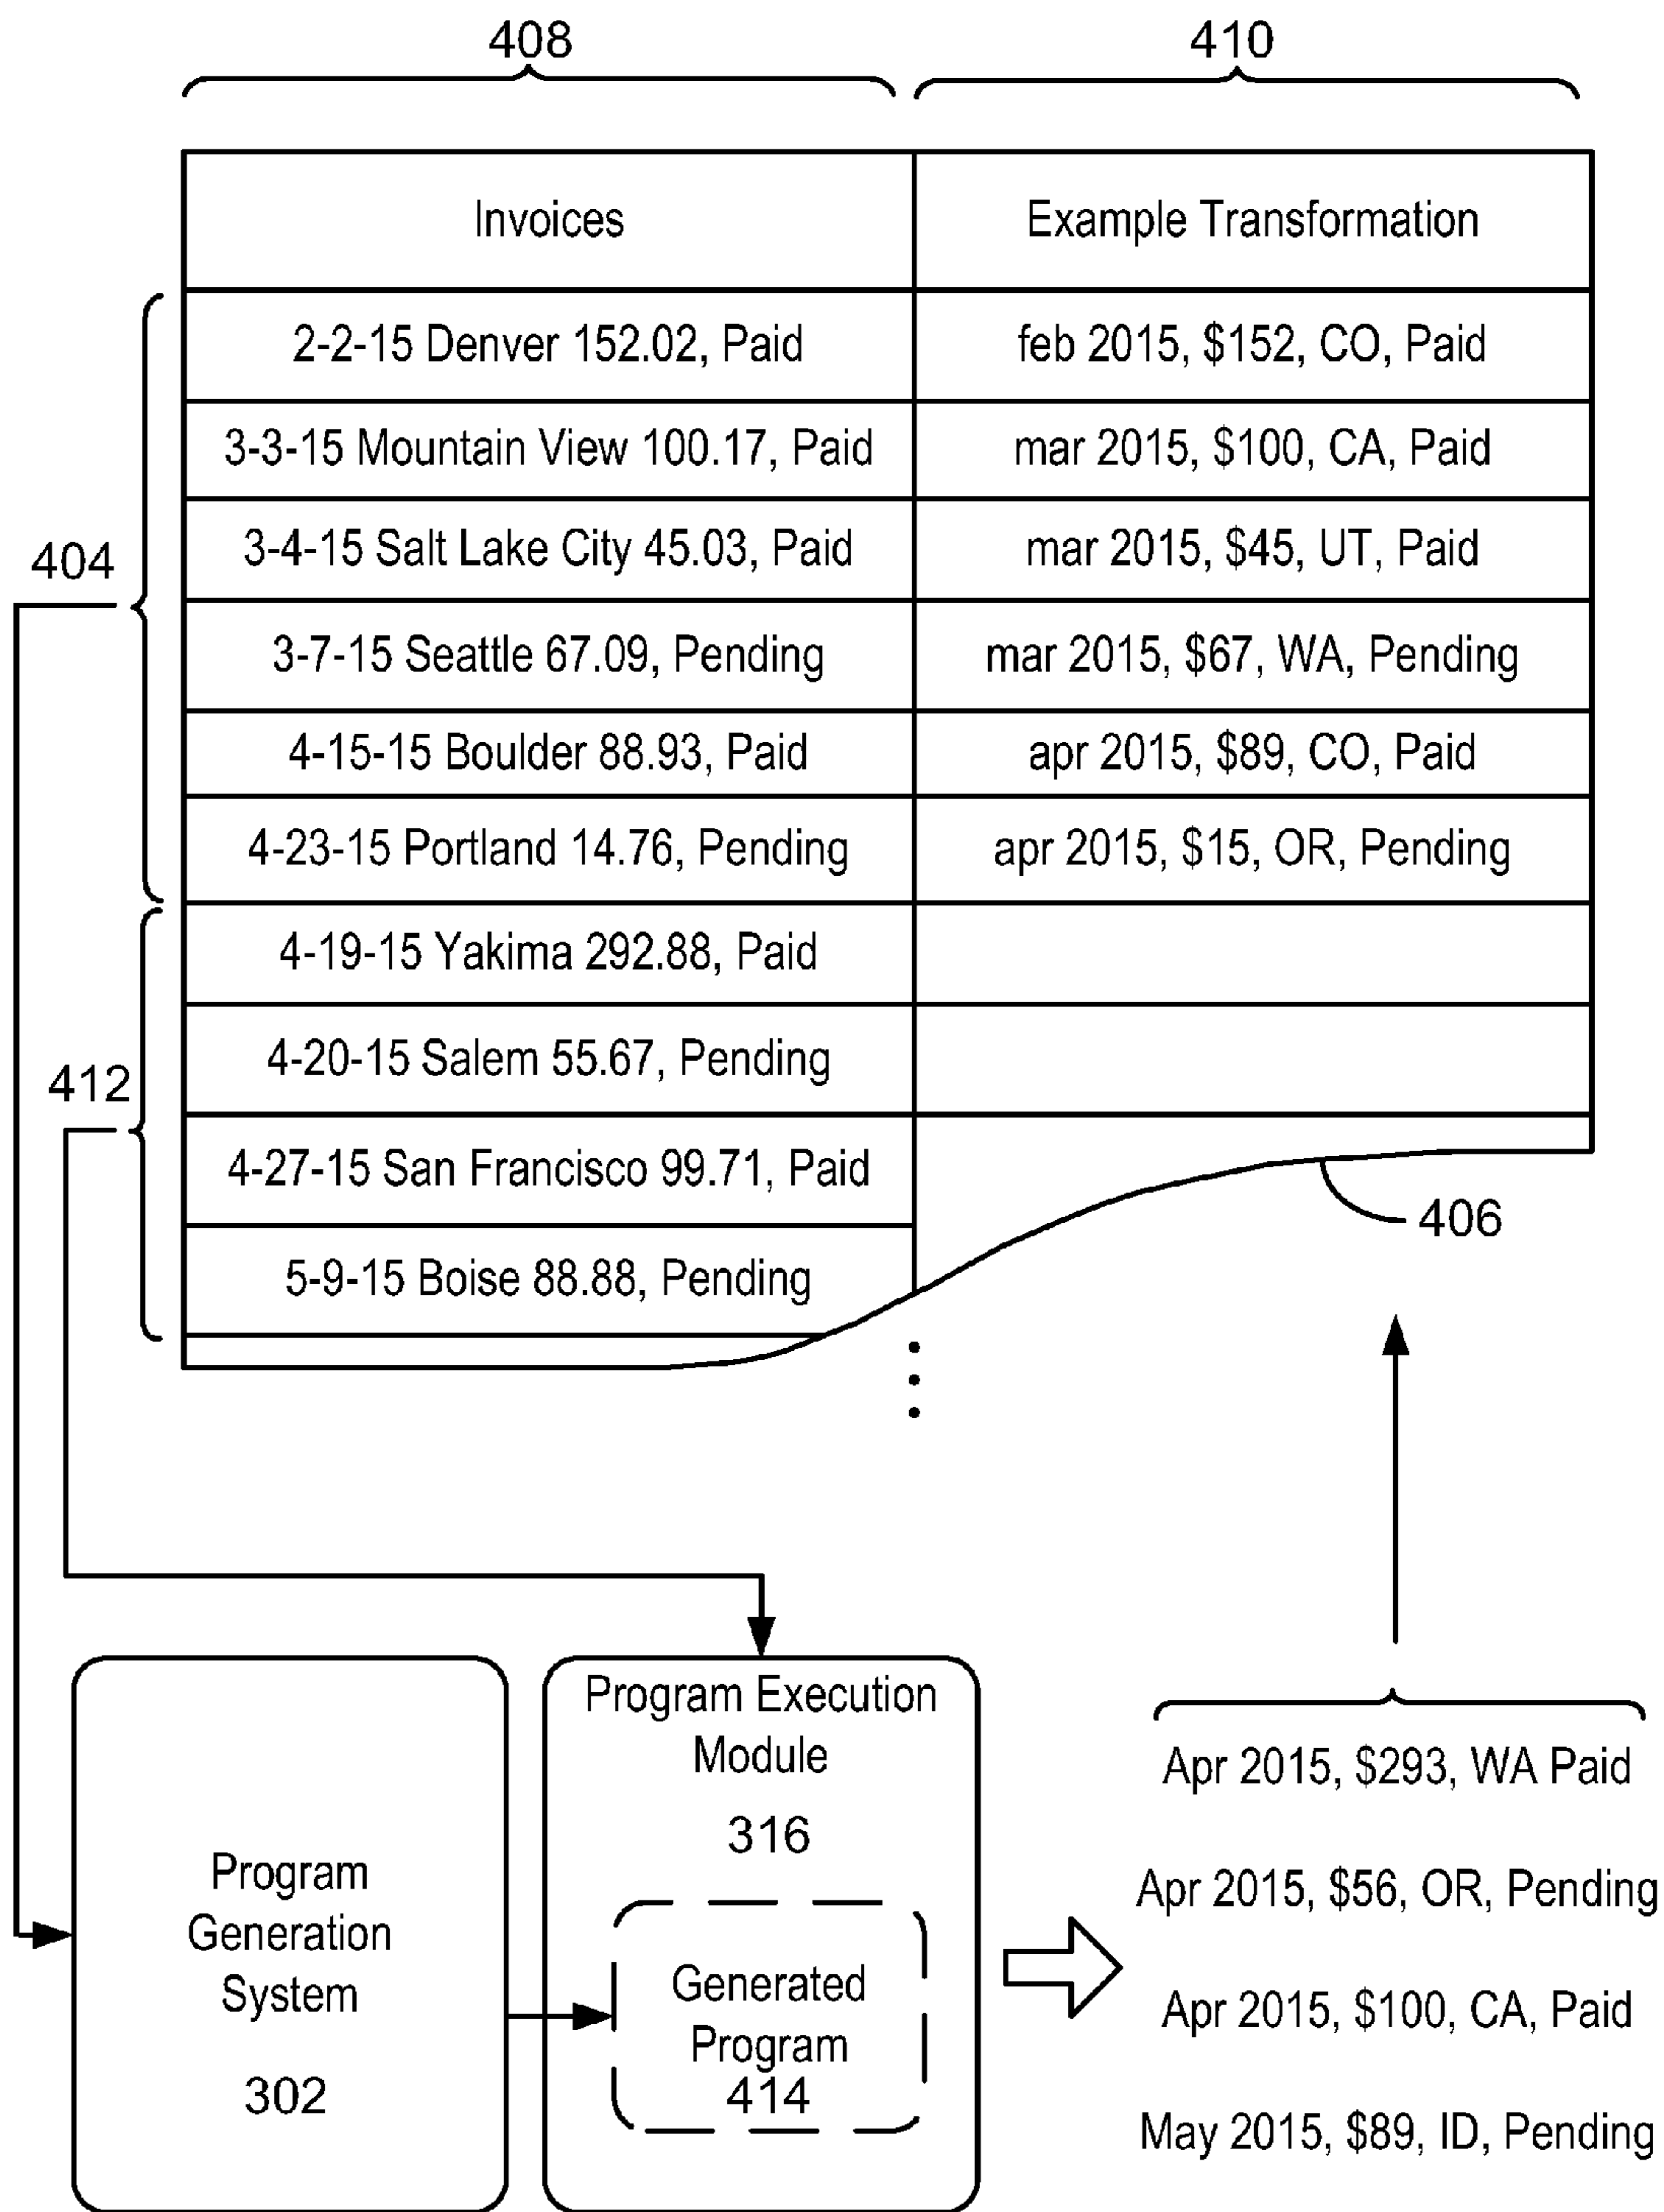 408
410
Invoices
Example Transformation
2-2-15 Denver 152.02, Paid
feb 2015, $152, CO, Paid
3-3-15 Mountain View 100.17, Paid
mar 2015, $100, CA, Paid
404
3-4-15 Salt Lake City 45.03, Paid
mar 2015, $45, UT, Paid
3-7-15 Seattle 67.09, Pending
mar 2015, $67, WA, Pending
4-15-15 Boulder 88.93, Paid
apr 2015, $89, CO, Paid
4-23-15 Portland 14.76, Pending
apr 2015, $15, OR, Pending
4-19-15 Yakima 292.88, Paid
4-20-15 Salem 55.67, Pending
412
4-27-15 San Francisco 99.71, Paid
406
5-9-15 Boise 88.88, Pending
Program
Generation
System
302
Program Execution
Module
316
Generated
Program
414
Apr 2015, $293, WA Paid
Apr 2015, $56, OR, Pending
Apr 2015, $100, CA, Paid
May 2015, $89, ID, Pending